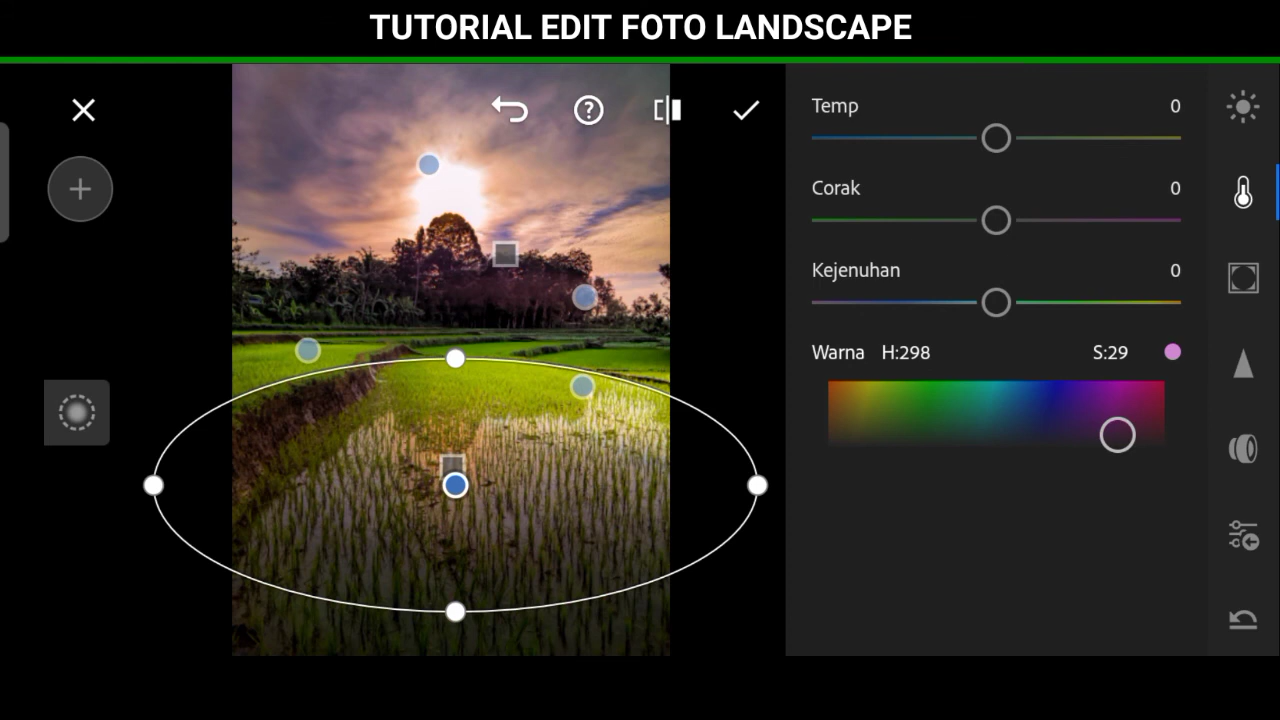 TUTORIAL EDIT FOTO LANDSCAPE
Temp 0
Corak 0
Kejenuhan 0
Warna H:298 S:29